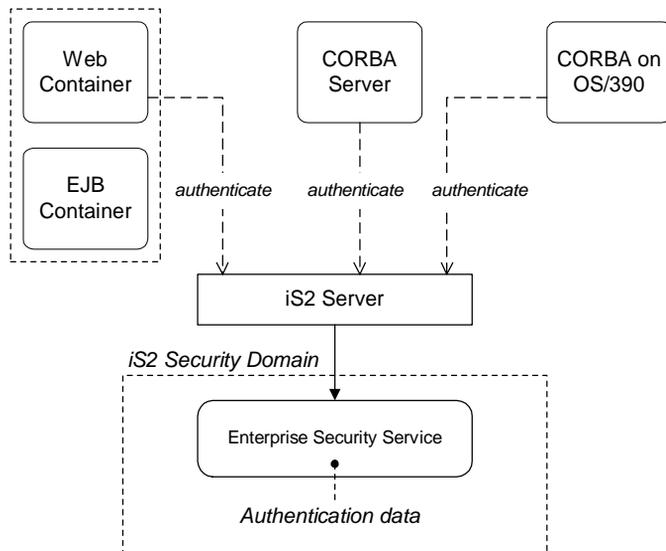 Web
Container
CORBA
Server
CORBA on
OS/390
EJB
Container
authenticate
authenticate
authenticate
iS2 Server
iS2 Security Domain
Enterprise Security Service
Authentication data